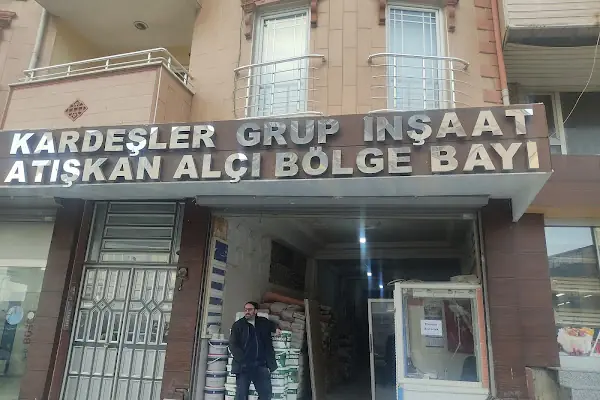 KARDEŞLER GRUP İNŞAAT
ATIŞKAN ALÇI BÖLGE BAYİ